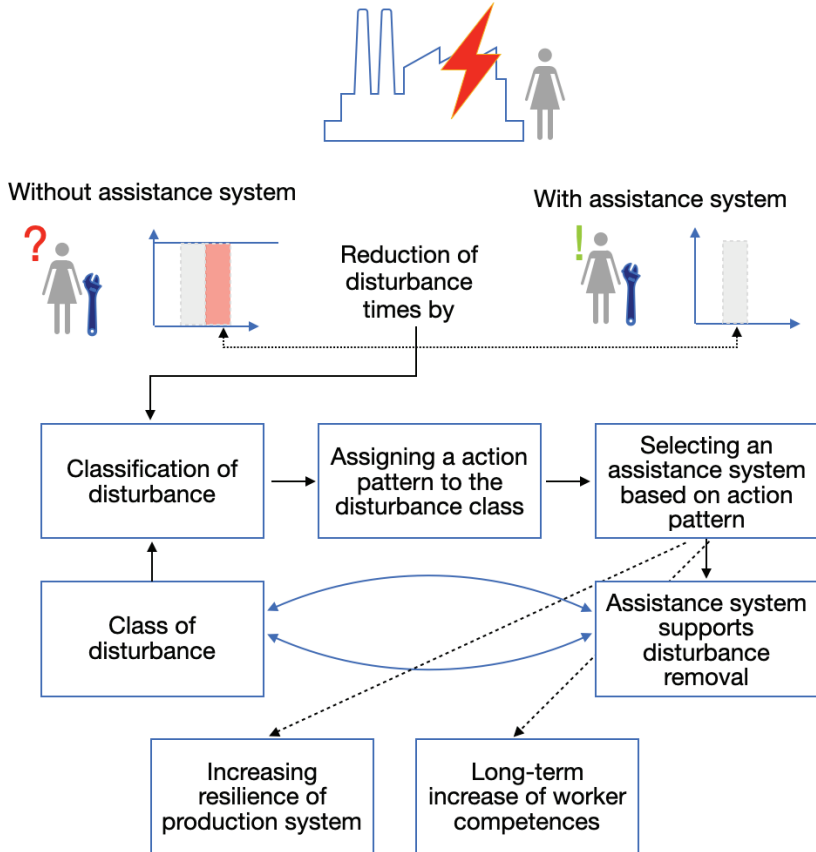 Without assistance system
With assistance system
?
!
Reduction of
disturbance
times by
Classification of
disturbance
Assigning a action
pattern to the
disturbance class
Selecting an
assistance system
based on action
pattern
Class of
disturbance
Assistance system
supports
disturbance
removal
Increasing
resilience of
production system
Long-term
increase of worker
competences